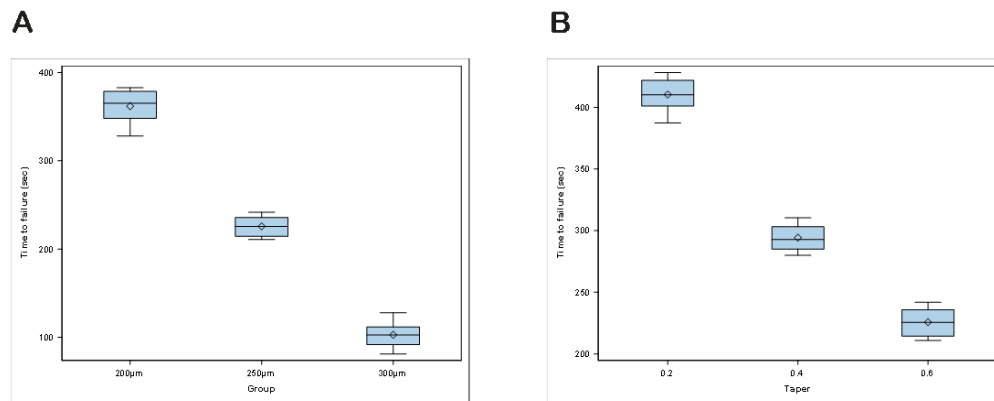 A
Time to failure (sec)
400
300
200
100
200µm
250µm
300µm
Group
B
Time to failure (sec)
400
350
300
250
200
0.2
0.4
0.6
Taper